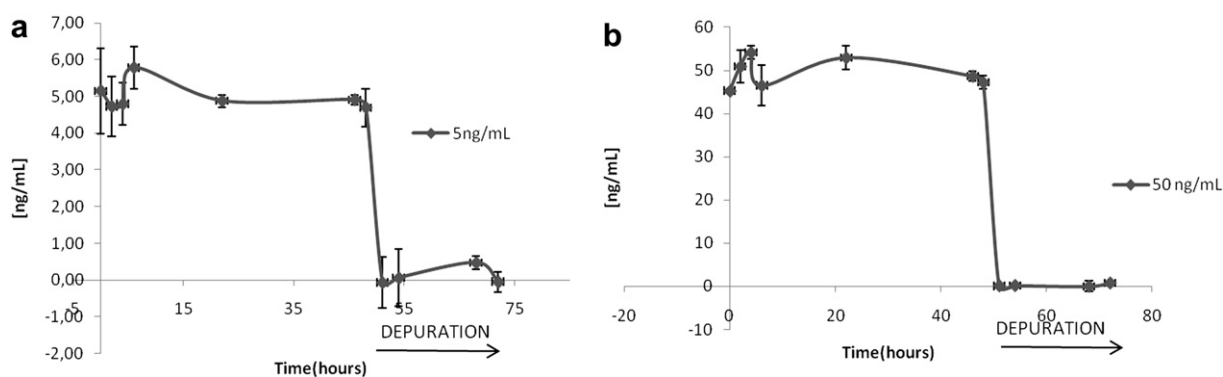 a
7,00
6,00
5,00
4,00
3,00
2,00
1,00
0,00
-1,00
-2,00
[ng/mL]
-5
15
35
55
75
5ng/mL
DEPURATION
Time(hours)
b
60
50
40
30
20
10
0
-10
[ng/mL]
-20
0
20
40
60
80
50 ng/mL
DEPURATION
Time(hours)